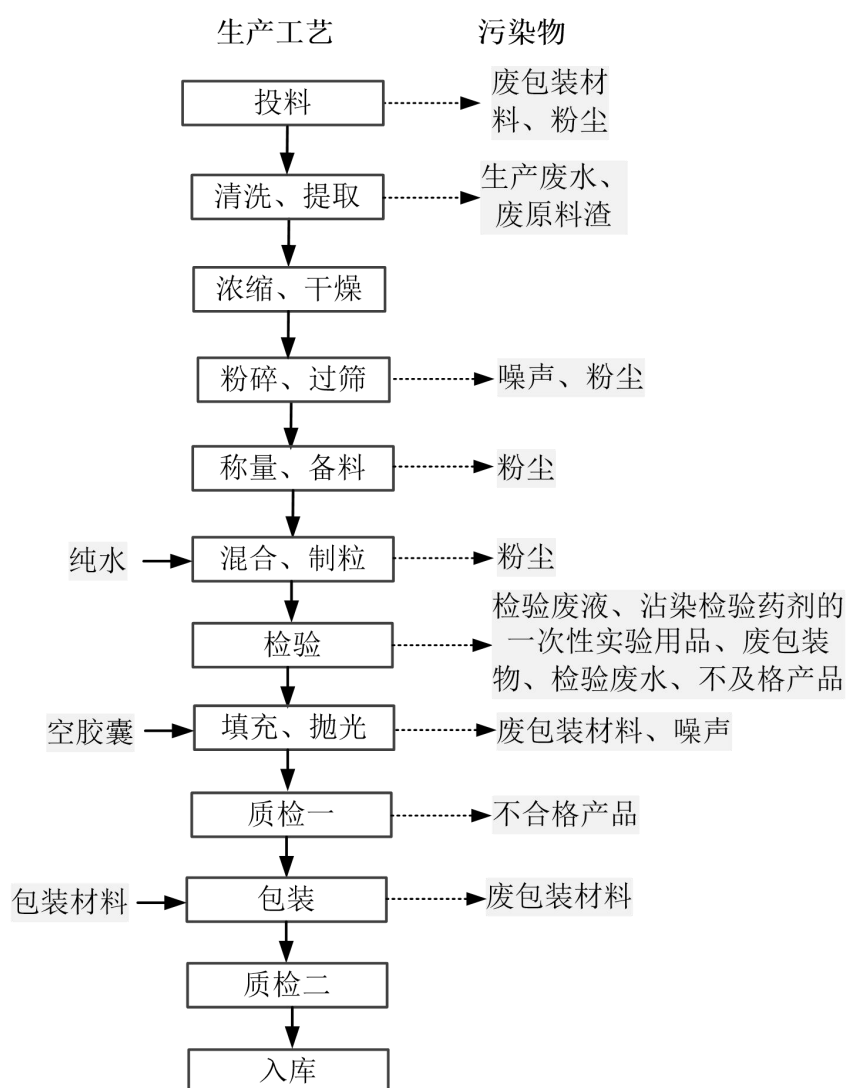 生产工艺 污染物
投料
废包装材
料、粉尘
清洗、提取
生产废水、
废原料渣
浓缩、干燥
粉碎、过筛
噪声、粉尘
称量、备料
粉尘
纯水
混合、制粒
粉尘
检验
检验废液、沾染检验药剂的
一次性实验用品、废包装
物、检验废水、不及格产品
空胶囊
填充、抛光
废包装材料、噪声
质检一
不合格产品
包装材料
包装
废包装材料
质检二
入库